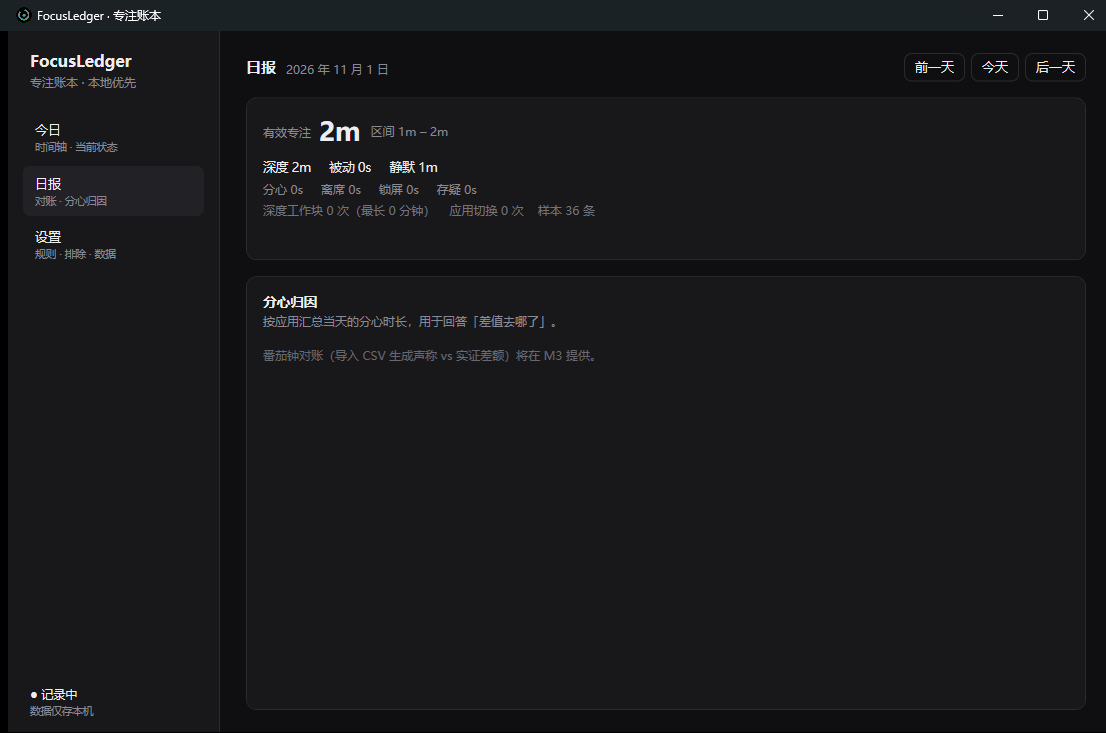 FocusLedger · 专注账本
FocusLedger
专注账本 · 本地优先
今日
时间轴 · 当前状态
日报
对账 · 分心归因
设置
规则 · 排除 · 数据
● 记录中
数据仅存本机
日报 2026 年 11 月 1 日
前一天 今天 后一天
有效专注 2m 区间 1m – 2m
深度 2m 被动 0s 静默 1m
分心 0s 离席 0s 锁屏 0s 存疑 0s
深度工作块 0 次（最长 0 分钟） 应用切换 0 次 样本 36 条
分心归因
按应用汇总当天的分心时长，用于回答「差值去哪了」。
番茄钟对账（导入 CSV 生成声称 vs 实证差额）将在 M3 提供。